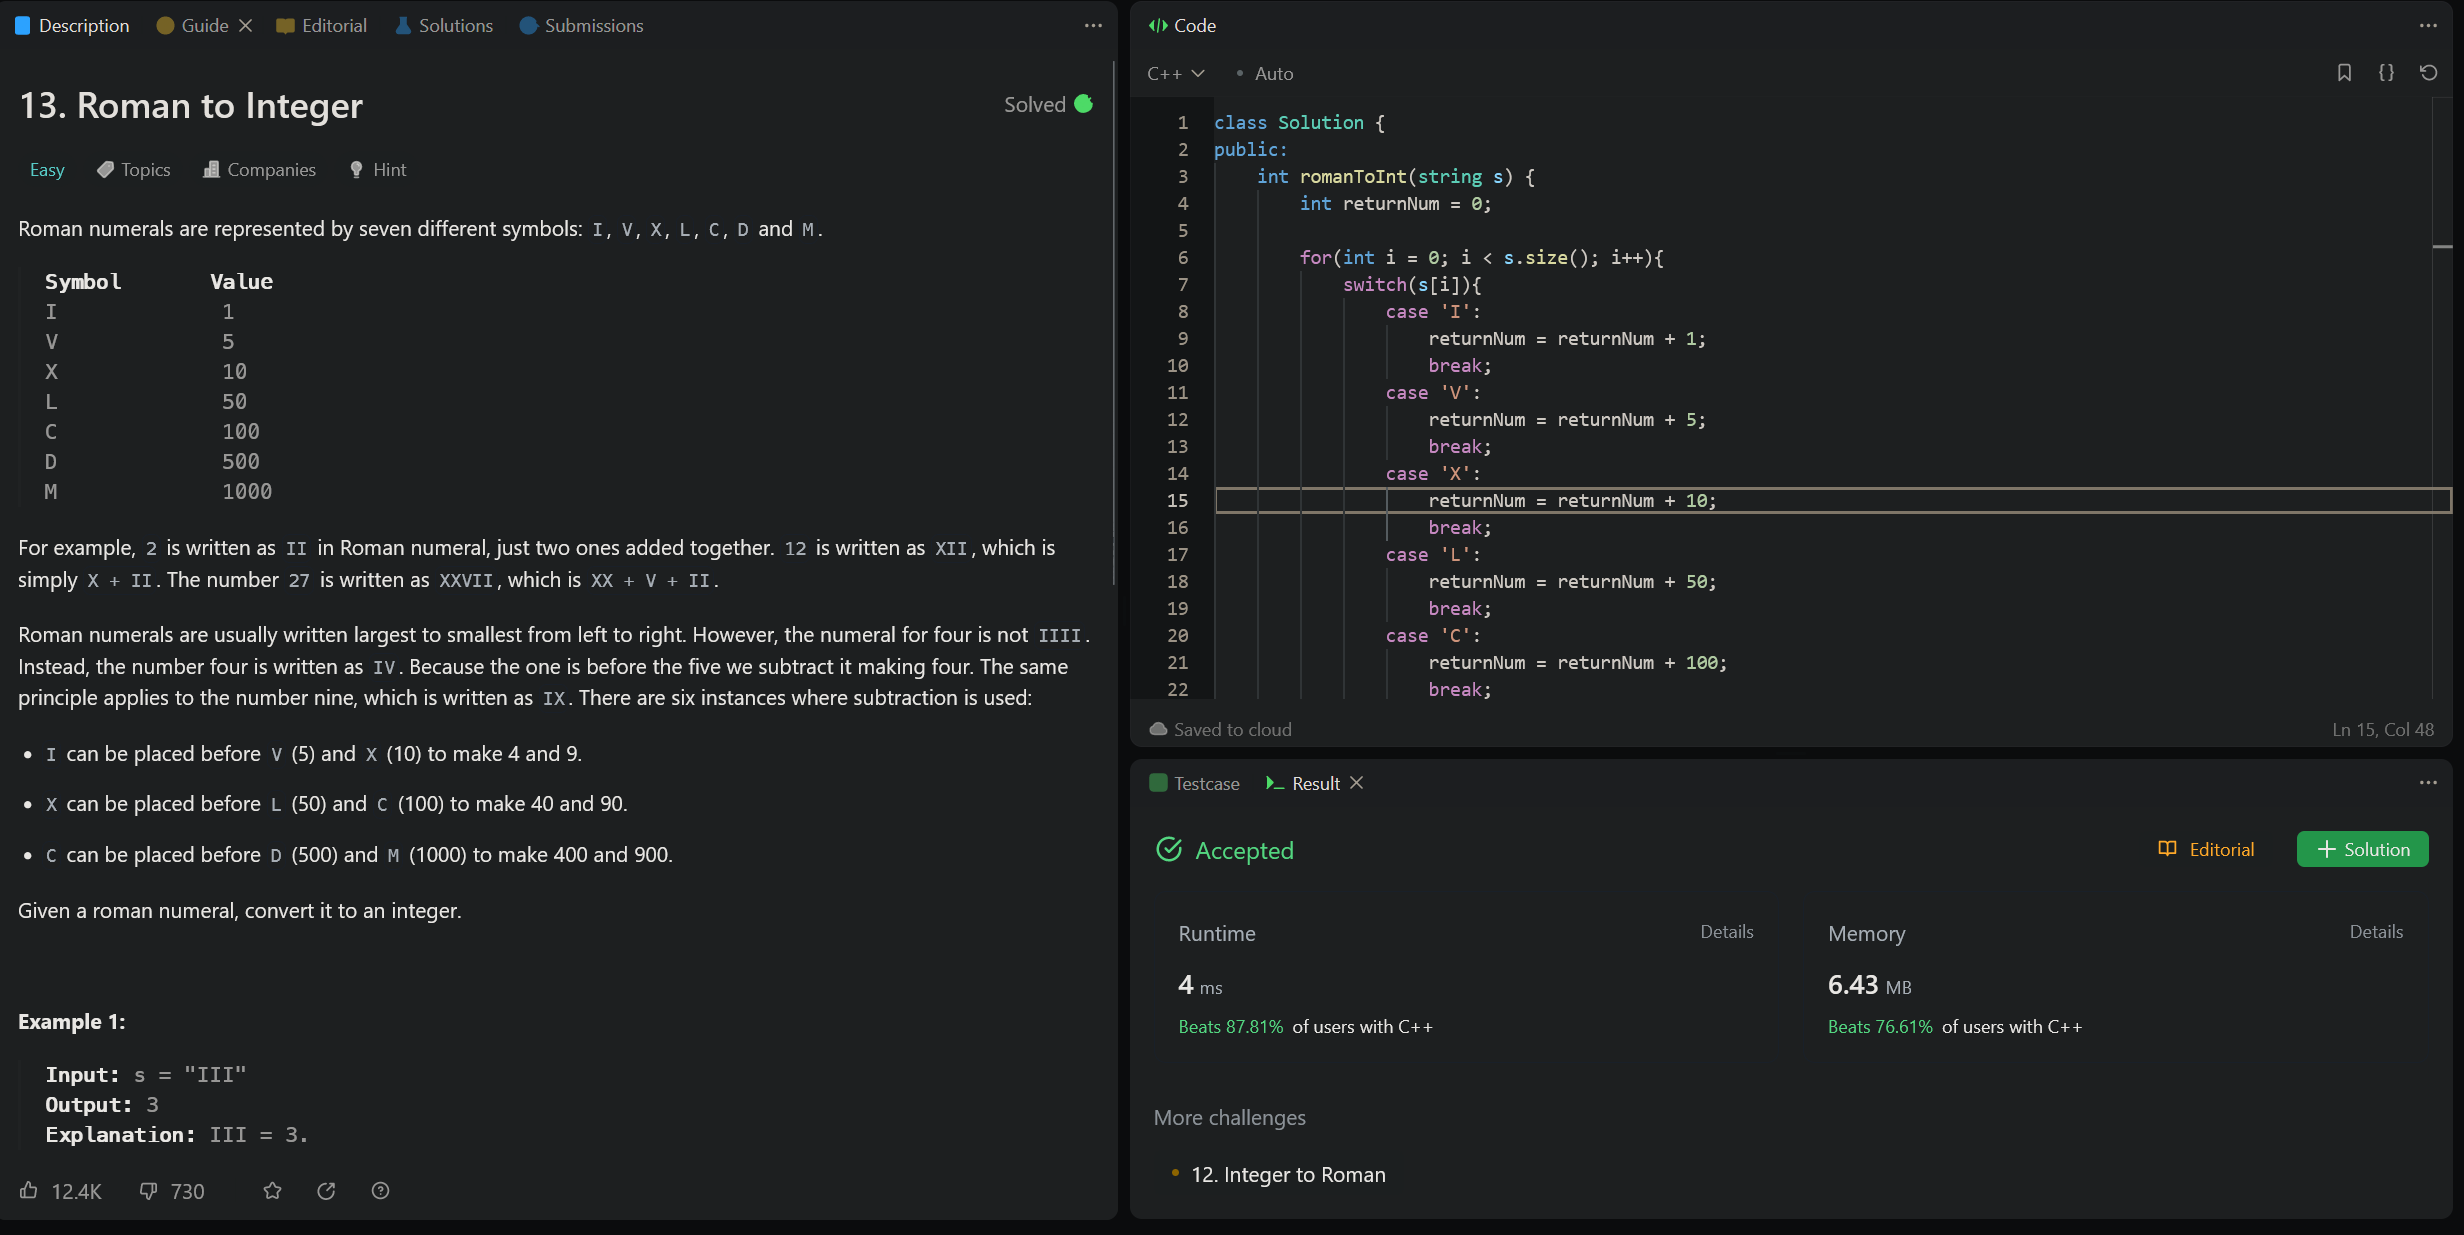 Description Guide Editorial Solutions Submissions
13. Roman to Integer
Solved
Easy Topics Companies Hint
Roman numerals are represented by seven different symbols: I, V, X, L, C, D and M.
Symbol Value
I 1
V 5
X 10
L 50
C 100
D 500
M 1000
For example, 2 is written as II in Roman numeral, just two ones added together. 12 is written as XII, which is
simply X + II. The number 27 is written as XXVII, which is XX + V + II.
Roman numerals are usually written largest to smallest from left to right. However, the numeral for four is not IIII.
Instead, the number four is written as IV. Because the one is before the five we subtract it making four. The same
principle applies to the number nine, which is written as IX. There are six instances where subtraction is used:
• I can be placed before V (5) and X (10) to make 4 and 9.
• X can be placed before L (50) and C (100) to make 40 and 90.
• C can be placed before D (500) and M (1000) to make 400 and 900.
Given a roman numeral, convert it to an integer.
Example 1:
Input: s = "III"
Output: 3
Explanation: III = 3.
12.4K 730
Code
C++ • Auto
1 class Solution {
2 public:
3     int romanToInt(string s) {
4         int returnNum = 0;
5
6         for(int i = 0; i < s.size(); i++){
7             switch(s[i]){
8                 case 'I':
9                     returnNum = returnNum + 1;
10                     break;
11                 case 'V':
12                     returnNum = returnNum + 5;
13                     break;
14                 case 'X':
15                     returnNum = returnNum + 10;
16                     break;
17                 case 'L':
18                     returnNum = returnNum + 50;
19                     break;
20                 case 'C':
21                     returnNum = returnNum + 100;
22                     break;
Saved to cloud
Ln 15, Col 48
Testcase Result
Accepted
Editorial
Solution
Runtime Details
4 ms
Beats 87.81% of users with C++
Memory Details
6.43 MB
Beats 76.61% of users with C++
More challenges
• 12. Integer to Roman